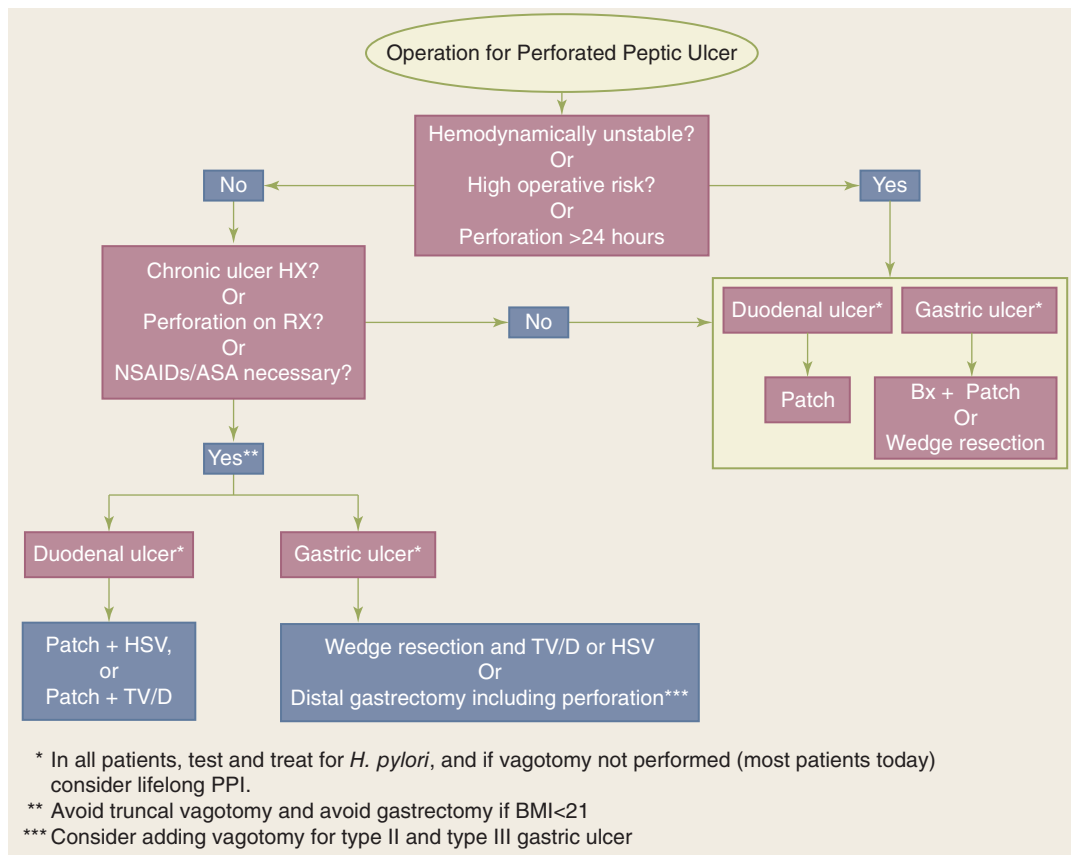 Operation for Perforated Peptic Ulcer
Hemodynamically unstable?
Or
High operative risk?
Or
Perforation >24 hours
No
Yes
Chronic ulcer HX?
Or
Perforation on RX?
Or
NSAIDs/ASA necessary?
No
Duodenal ulcer*
Gastric ulcer*
Patch
Bx + Patch
Or
Wedge resection
Yes**
Duodenal ulcer*
Gastric ulcer*
Patch + HSV,
or
Patch + TV/D
Wedge resection and TV/D or HSV
Or
Distal gastrectomy including perforation***
* In all patients, test and treat for H. pylori, and if vagotomy not performed (most patients today)
consider lifelong PPI.
** Avoid truncal vagotomy and avoid gastrectomy if BMI<21
*** Consider adding vagotomy for type II and type III gastric ulcer